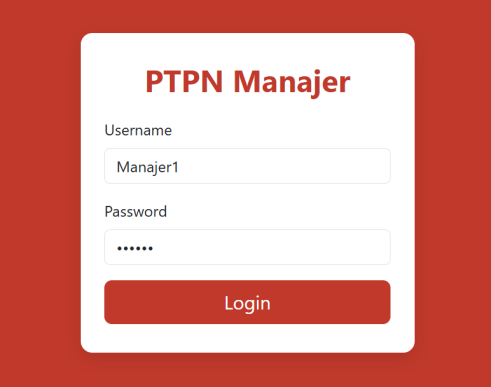 PTPN Manajer
Username
Manajer1
Password
••••••
Login